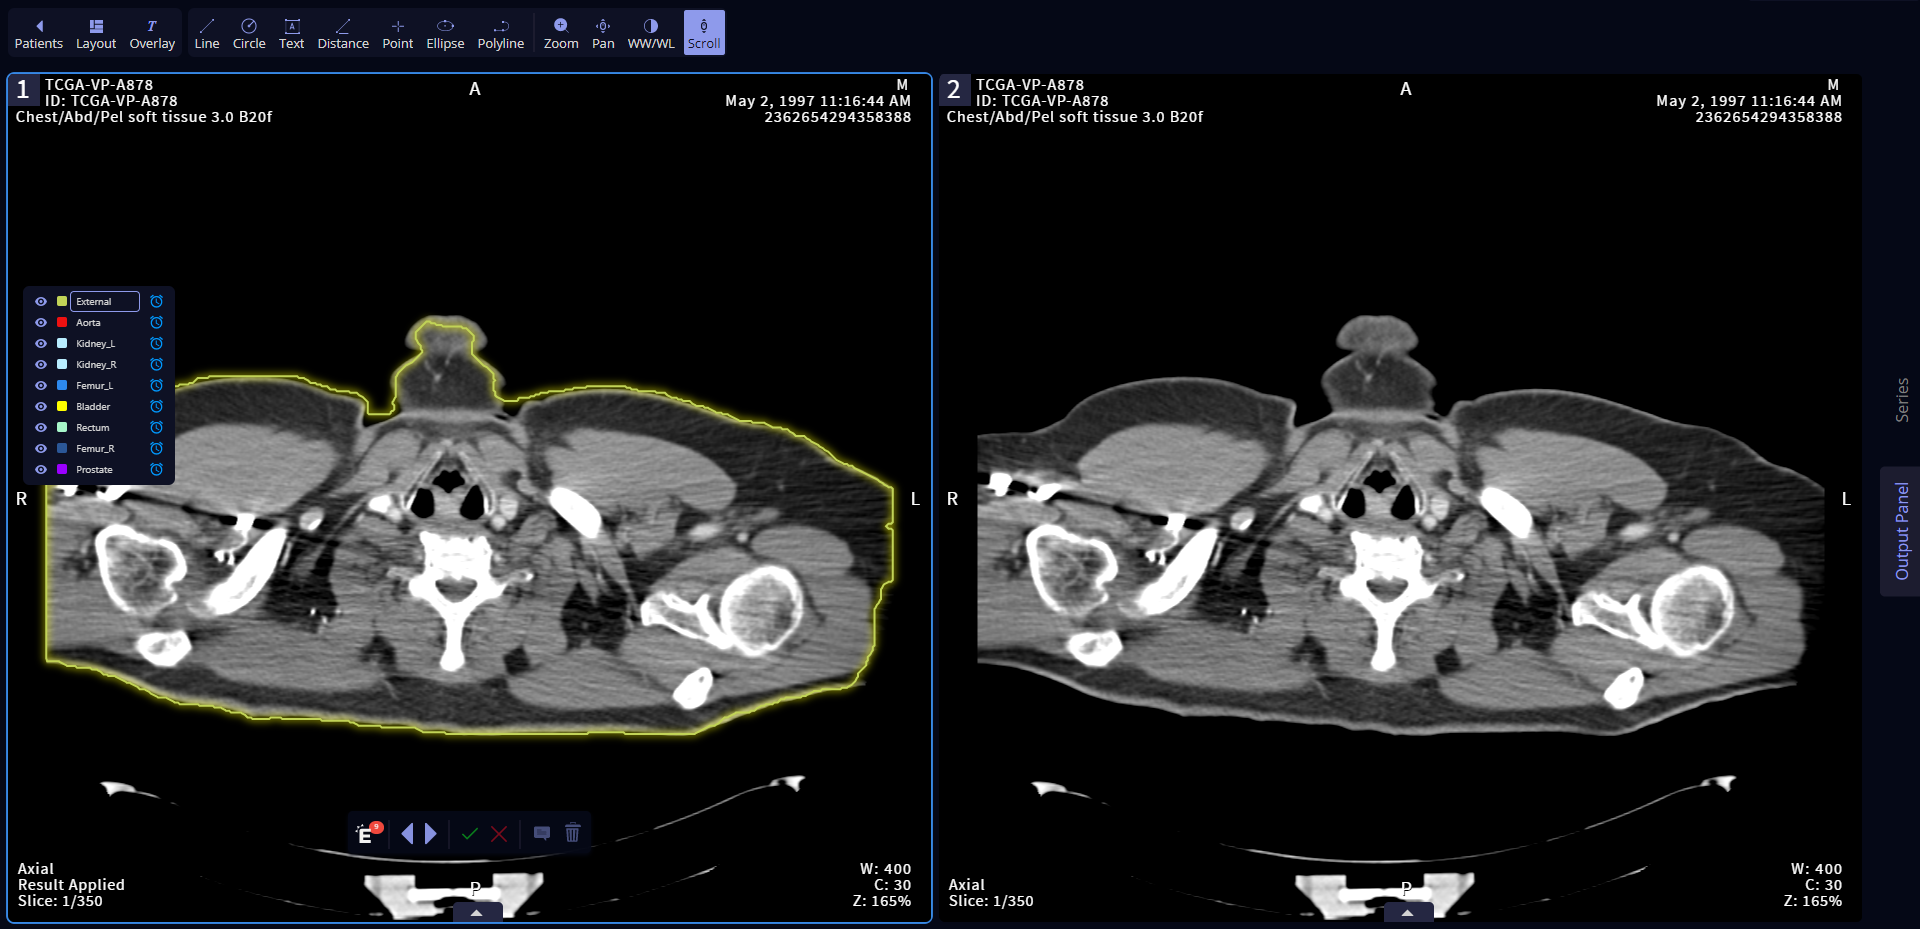 Patients Layout Overlay Line Circle Text Distance Point Ellipse Polyline Zoom Pan WW/WL Scroll
1
TCGA-VP-A878
ID: TCGA-VP-A878
Chest/Abd/Pel soft tissue 3.0 B20f
A
M
May 2, 1997 11:16:44 AM
2362654294358388
External
Aorta
Kidney_L
Kidney_R
Femur_L
Bladder
Rectum
Femur_R
Prostate
R
L
E 9
Axial
Result Applied
Slice: 1/350
P
W: 400
C: 30
Z: 165%
2
TCGA-VP-A878
ID: TCGA-VP-A878
Chest/Abd/Pel soft tissue 3.0 B20f
A
M
May 2, 1997 11:16:44 AM
2362654294358388
R
L
Axial
Slice: 1/350
P
W: 400
C: 30
Z: 165%
Series
Output Panel